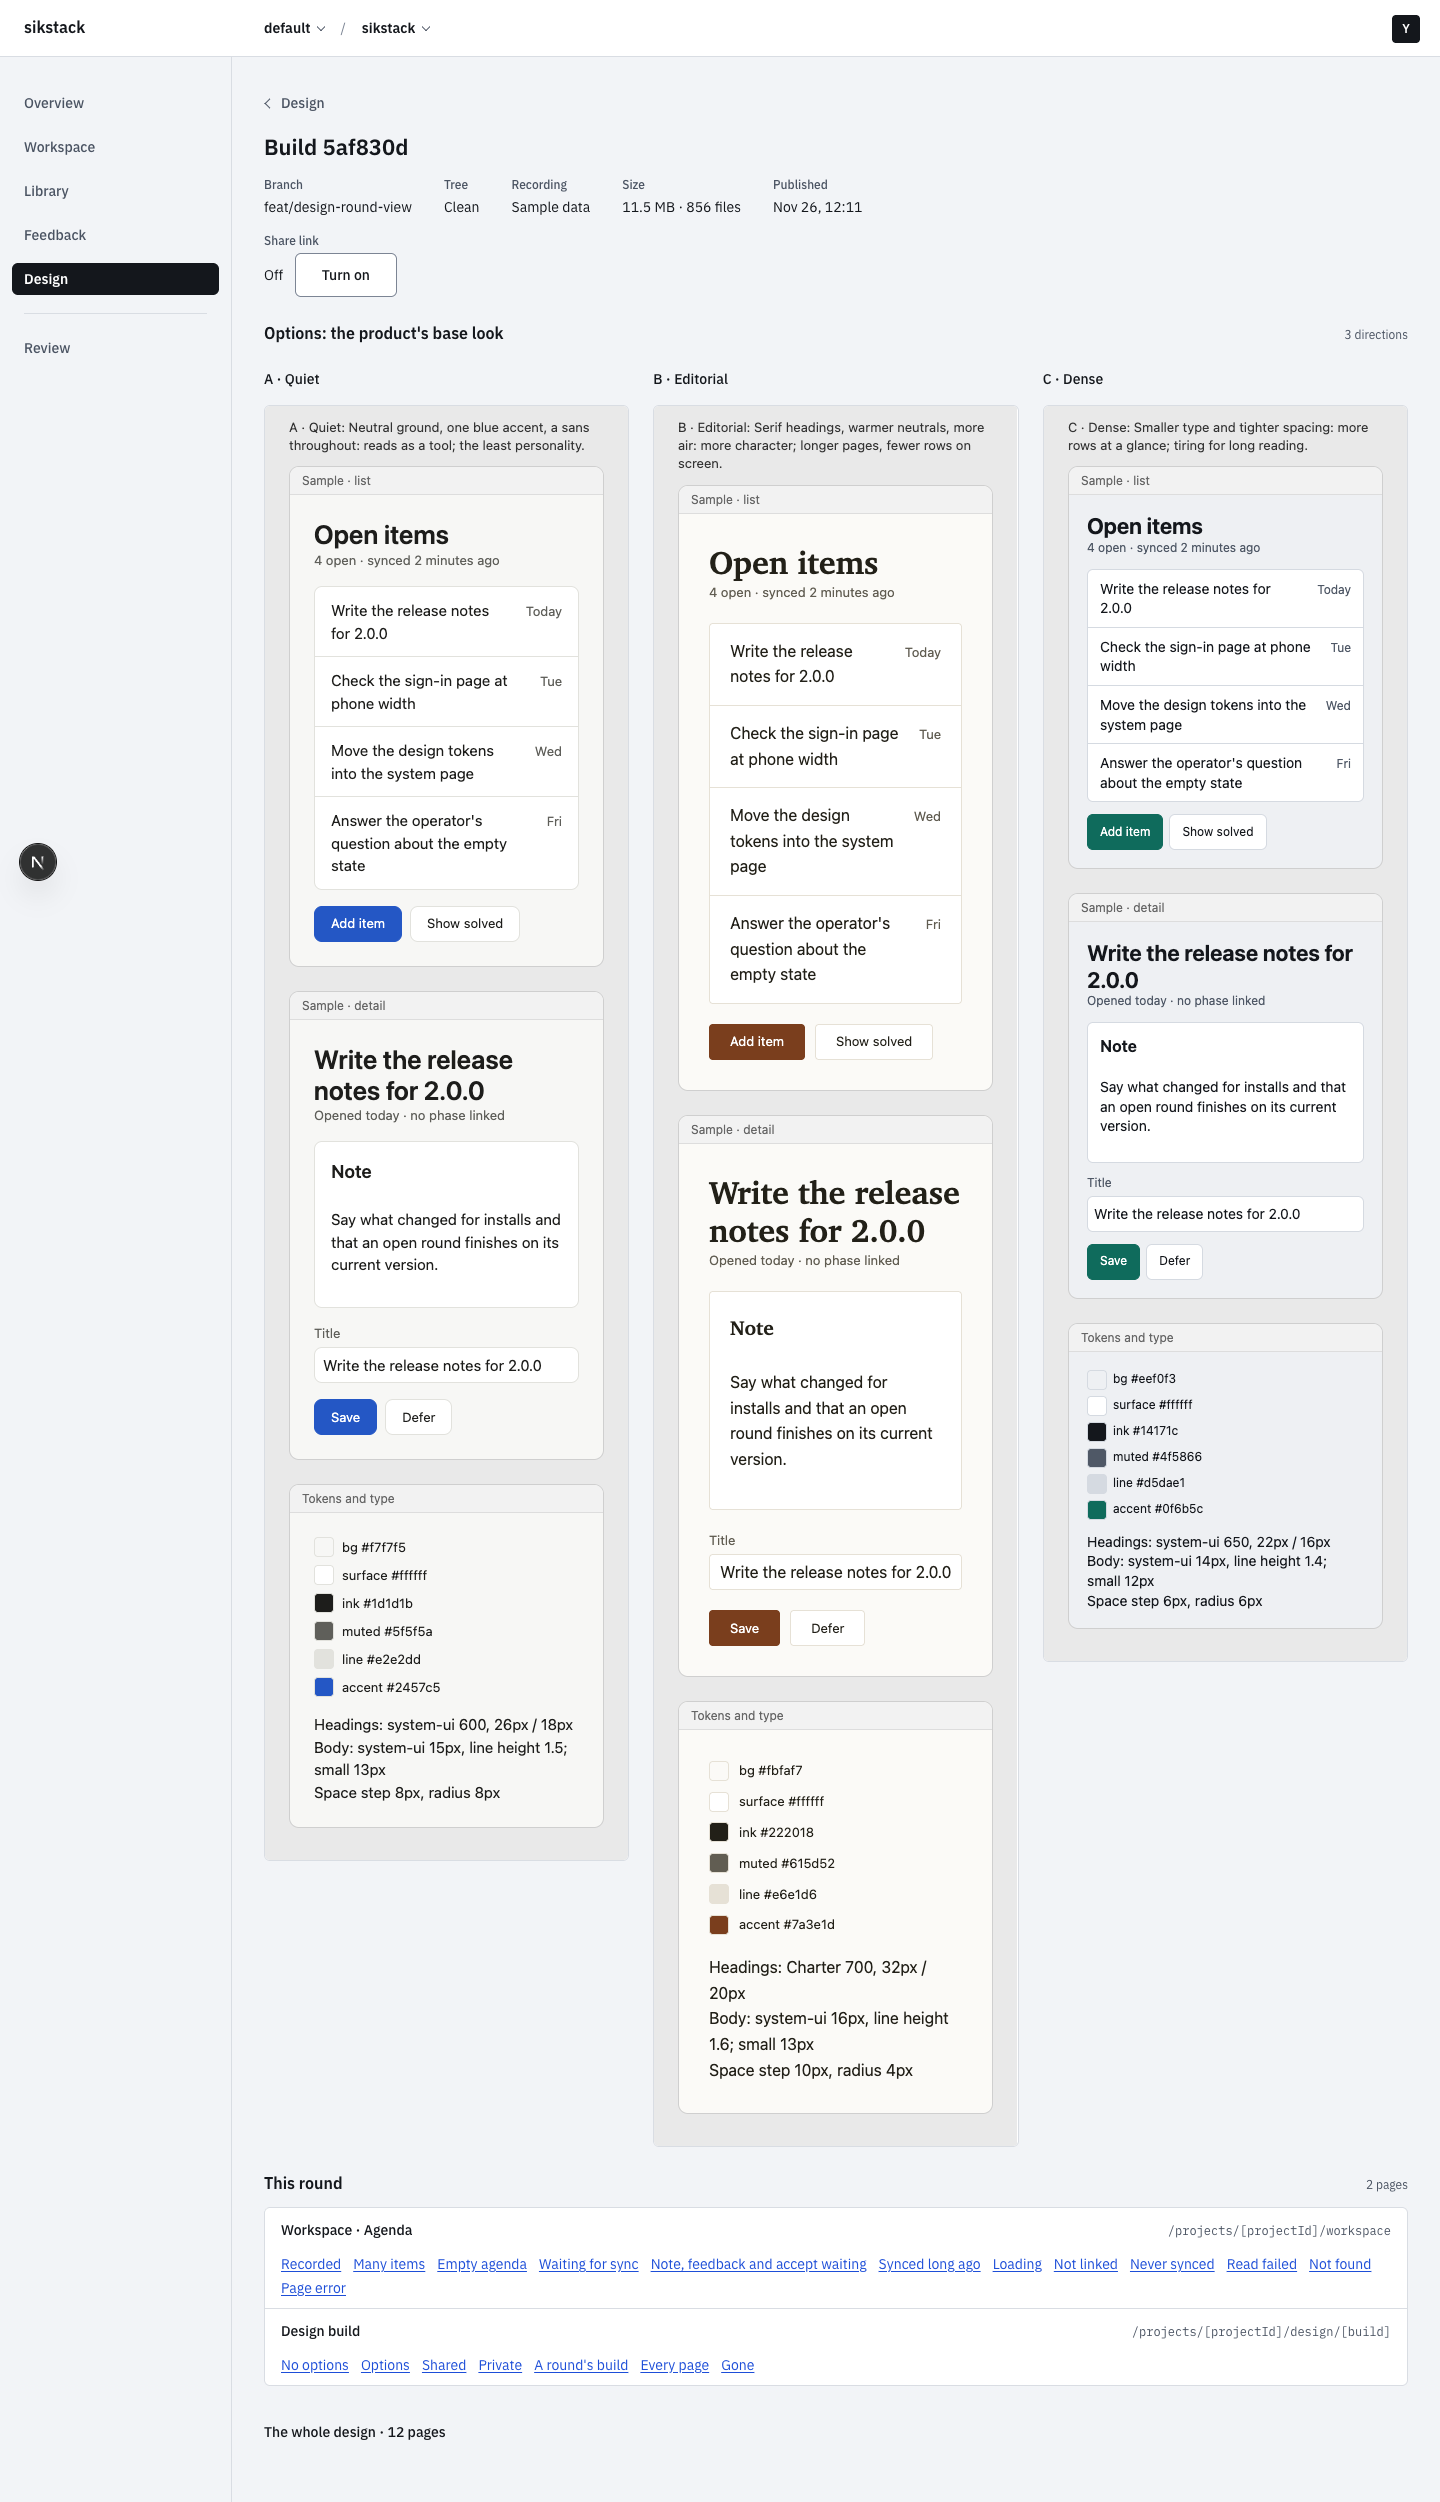 sikstack
default / sikstack
Y
Overview
Workspace
Library
Feedback
Design
Review
N
Design
Build 5af830d
Branch
feat/design-round-view
Tree
Clean
Recording
Sample data
Size
11.5 MB · 856 files
Published
Nov 26, 12:11
Share link
Off
Turn on
Options: the product's base look
3 directions
A · Quiet
A · Quiet: Neutral ground, one blue accent, a sans
throughout: reads as a tool; the least personality.
Sample · list
Open items
4 open · synced 2 minutes ago
Write the release notes
for 2.0.0
Today
Check the sign-in page at
phone width
Tue
Move the design tokens
into the system page
Wed
Answer the operator's
question about the empty
state
Fri
Add item
Show solved
Sample · detail
Write the release
notes for 2.0.0
Opened today · no phase linked
Note
Say what changed for installs and
that an open round finishes on its
current version.
Title
Write the release notes for 2.0.0
Save
Defer
Tokens and type
bg #f7f7f5
surface #ffffff
ink #1d1d1b
muted #5f5f5a
line #e2e2dd
accent #2457c5
Headings: system-ui 600, 26px / 18px
Body: system-ui 15px, line height 1.5;
small 13px
Space step 8px, radius 8px
B · Editorial
B · Editorial: Serif headings, warmer neutrals, more
air: more character; longer pages, fewer rows on
screen.
Sample · list
Open items
4 open · synced 2 minutes ago
Write the release
notes for 2.0.0
Today
Check the sign-in page
at phone width
Tue
Move the design
tokens into the system
page
Wed
Answer the operator's
question about the
empty state
Fri
Add item
Show solved
Sample · detail
Write the release
notes for 2.0.0
Opened today · no phase linked
Note
Say what changed for
installs and that an open
round finishes on its current
version.
Title
Write the release notes for 2.0.0
Save
Defer
Tokens and type
bg #fbfaf7
surface #ffffff
ink #222018
muted #615d52
line #e6e1d6
accent #7a3e1d
Headings: Charter 700, 32px /
20px
Body: system-ui 16px, line height
1.6; small 13px
Space step 10px, radius 4px
C · Dense
C · Dense: Smaller type and tighter spacing: more
rows at a glance; tiring for long reading.
Sample · list
Open items
4 open · synced 2 minutes ago
Write the release notes for
2.0.0
Today
Check the sign-in page at phone
width
Tue
Move the design tokens into the
system page
Wed
Answer the operator's question
about the empty state
Fri
Add item
Show solved
Sample · detail
Write the release notes for
2.0.0
Opened today · no phase linked
Note
Say what changed for installs and that
an open round finishes on its current
version.
Title
Write the release notes for 2.0.0
Save
Defer
Tokens and type
bg #eef0f3
surface #ffffff
ink #14171c
muted #4f5866
line #d5dae1
accent #0f6b5c
Headings: system-ui 650, 22px / 16px
Body: system-ui 14px, line height 1.4;
small 12px
Space step 6px, radius 6px
This round
2 pages
Workspace · Agenda
/projects/[projectId]/workspace
Recorded Many items Empty agenda Waiting for sync Note, feedback and accept waiting Synced long ago Loading Not linked Never synced Read failed Not found
Page error
Design build
/projects/[projectId]/design/[build]
No options Options Shared Private A round's build Every page Gone
The whole design · 12 pages